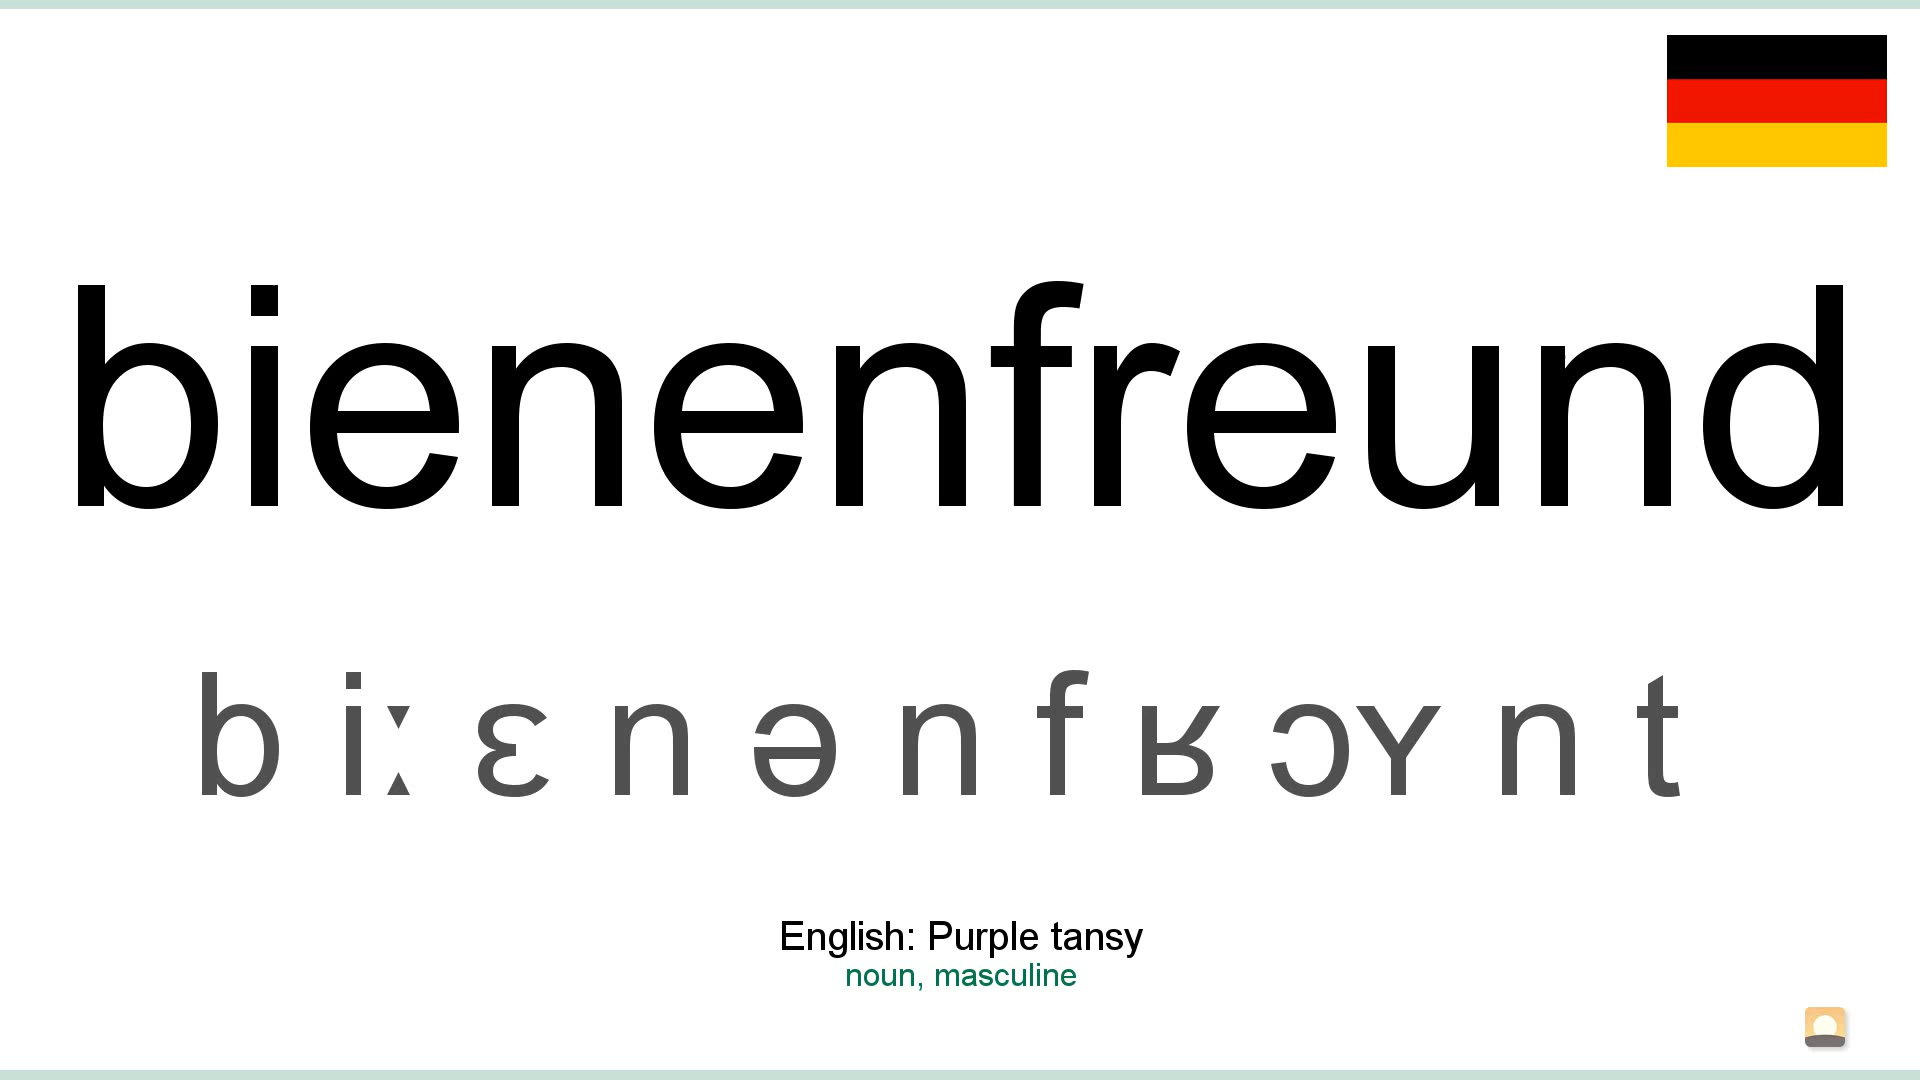 bienenfreund
b iː ɛ n ə n f ʁ ɔʏ n t
English: Purple tansy
noun, masculine